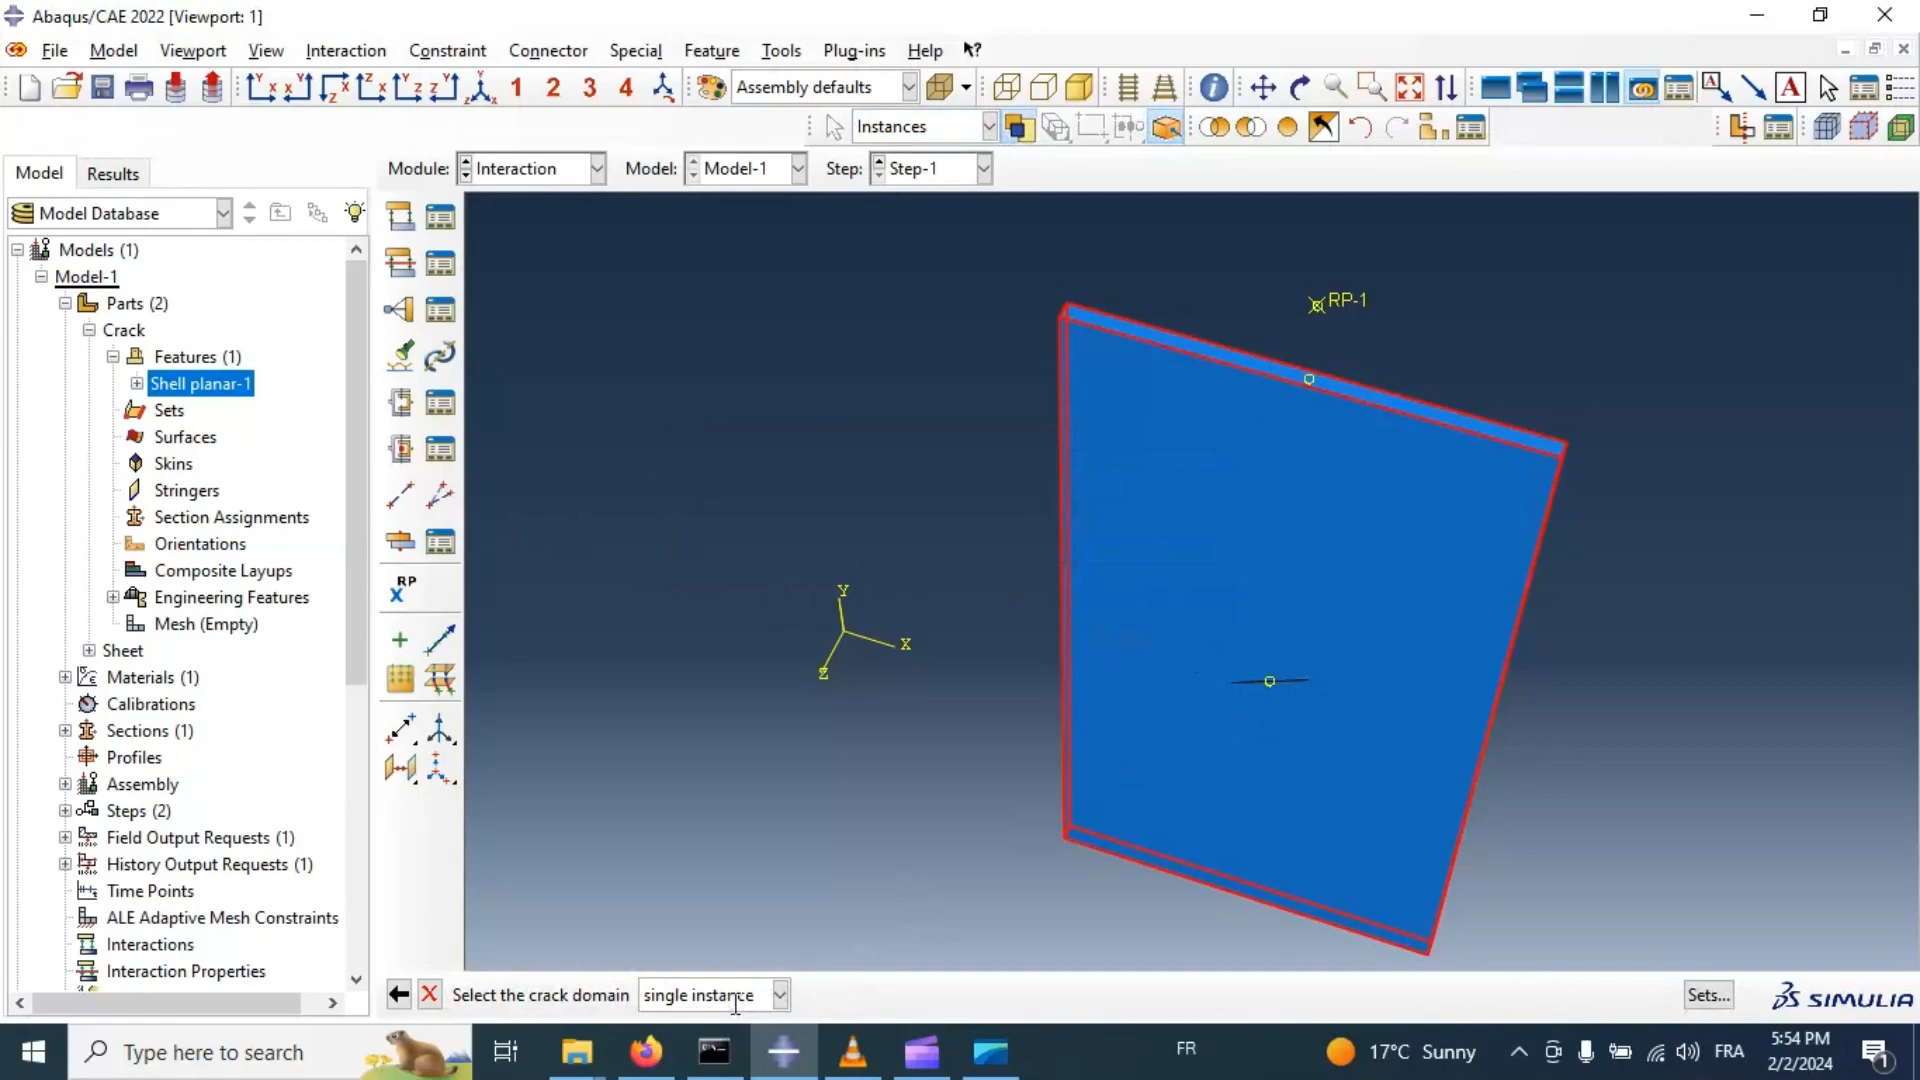 Abaqus/CAE 2022 [Viewport: 1]
File Model Viewport View Interaction Constraint Connector Special Feature Tools Plug-ins Help
1 2 3 4 Assembly defaults
Instances
Model Results
Module: Interaction Model: Model-1 Step: Step-1
Model Database
Models (1)
Model-1
Parts (2)
Crack
Features (1)
Shell planar-1
Sets
Surfaces
Skins
Stringers
Section Assignments
Orientations
Composite Layups
Engineering Features
Mesh (Empty)
Sheet
Materials (1)
Calibrations
Sections (1)
Profiles
Assembly
Steps (2)
Field Output Requests (1)
History Output Requests (1)
Time Points
ALE Adaptive Mesh Constraints
Interactions
Interaction Properties
RP
RP-1
Y
X
Z
Select the crack domain single instance Sets...
SIMULIA
Type here to search
FR
17°C Sunny
FRA
5:54 PM
2/2/2024
1